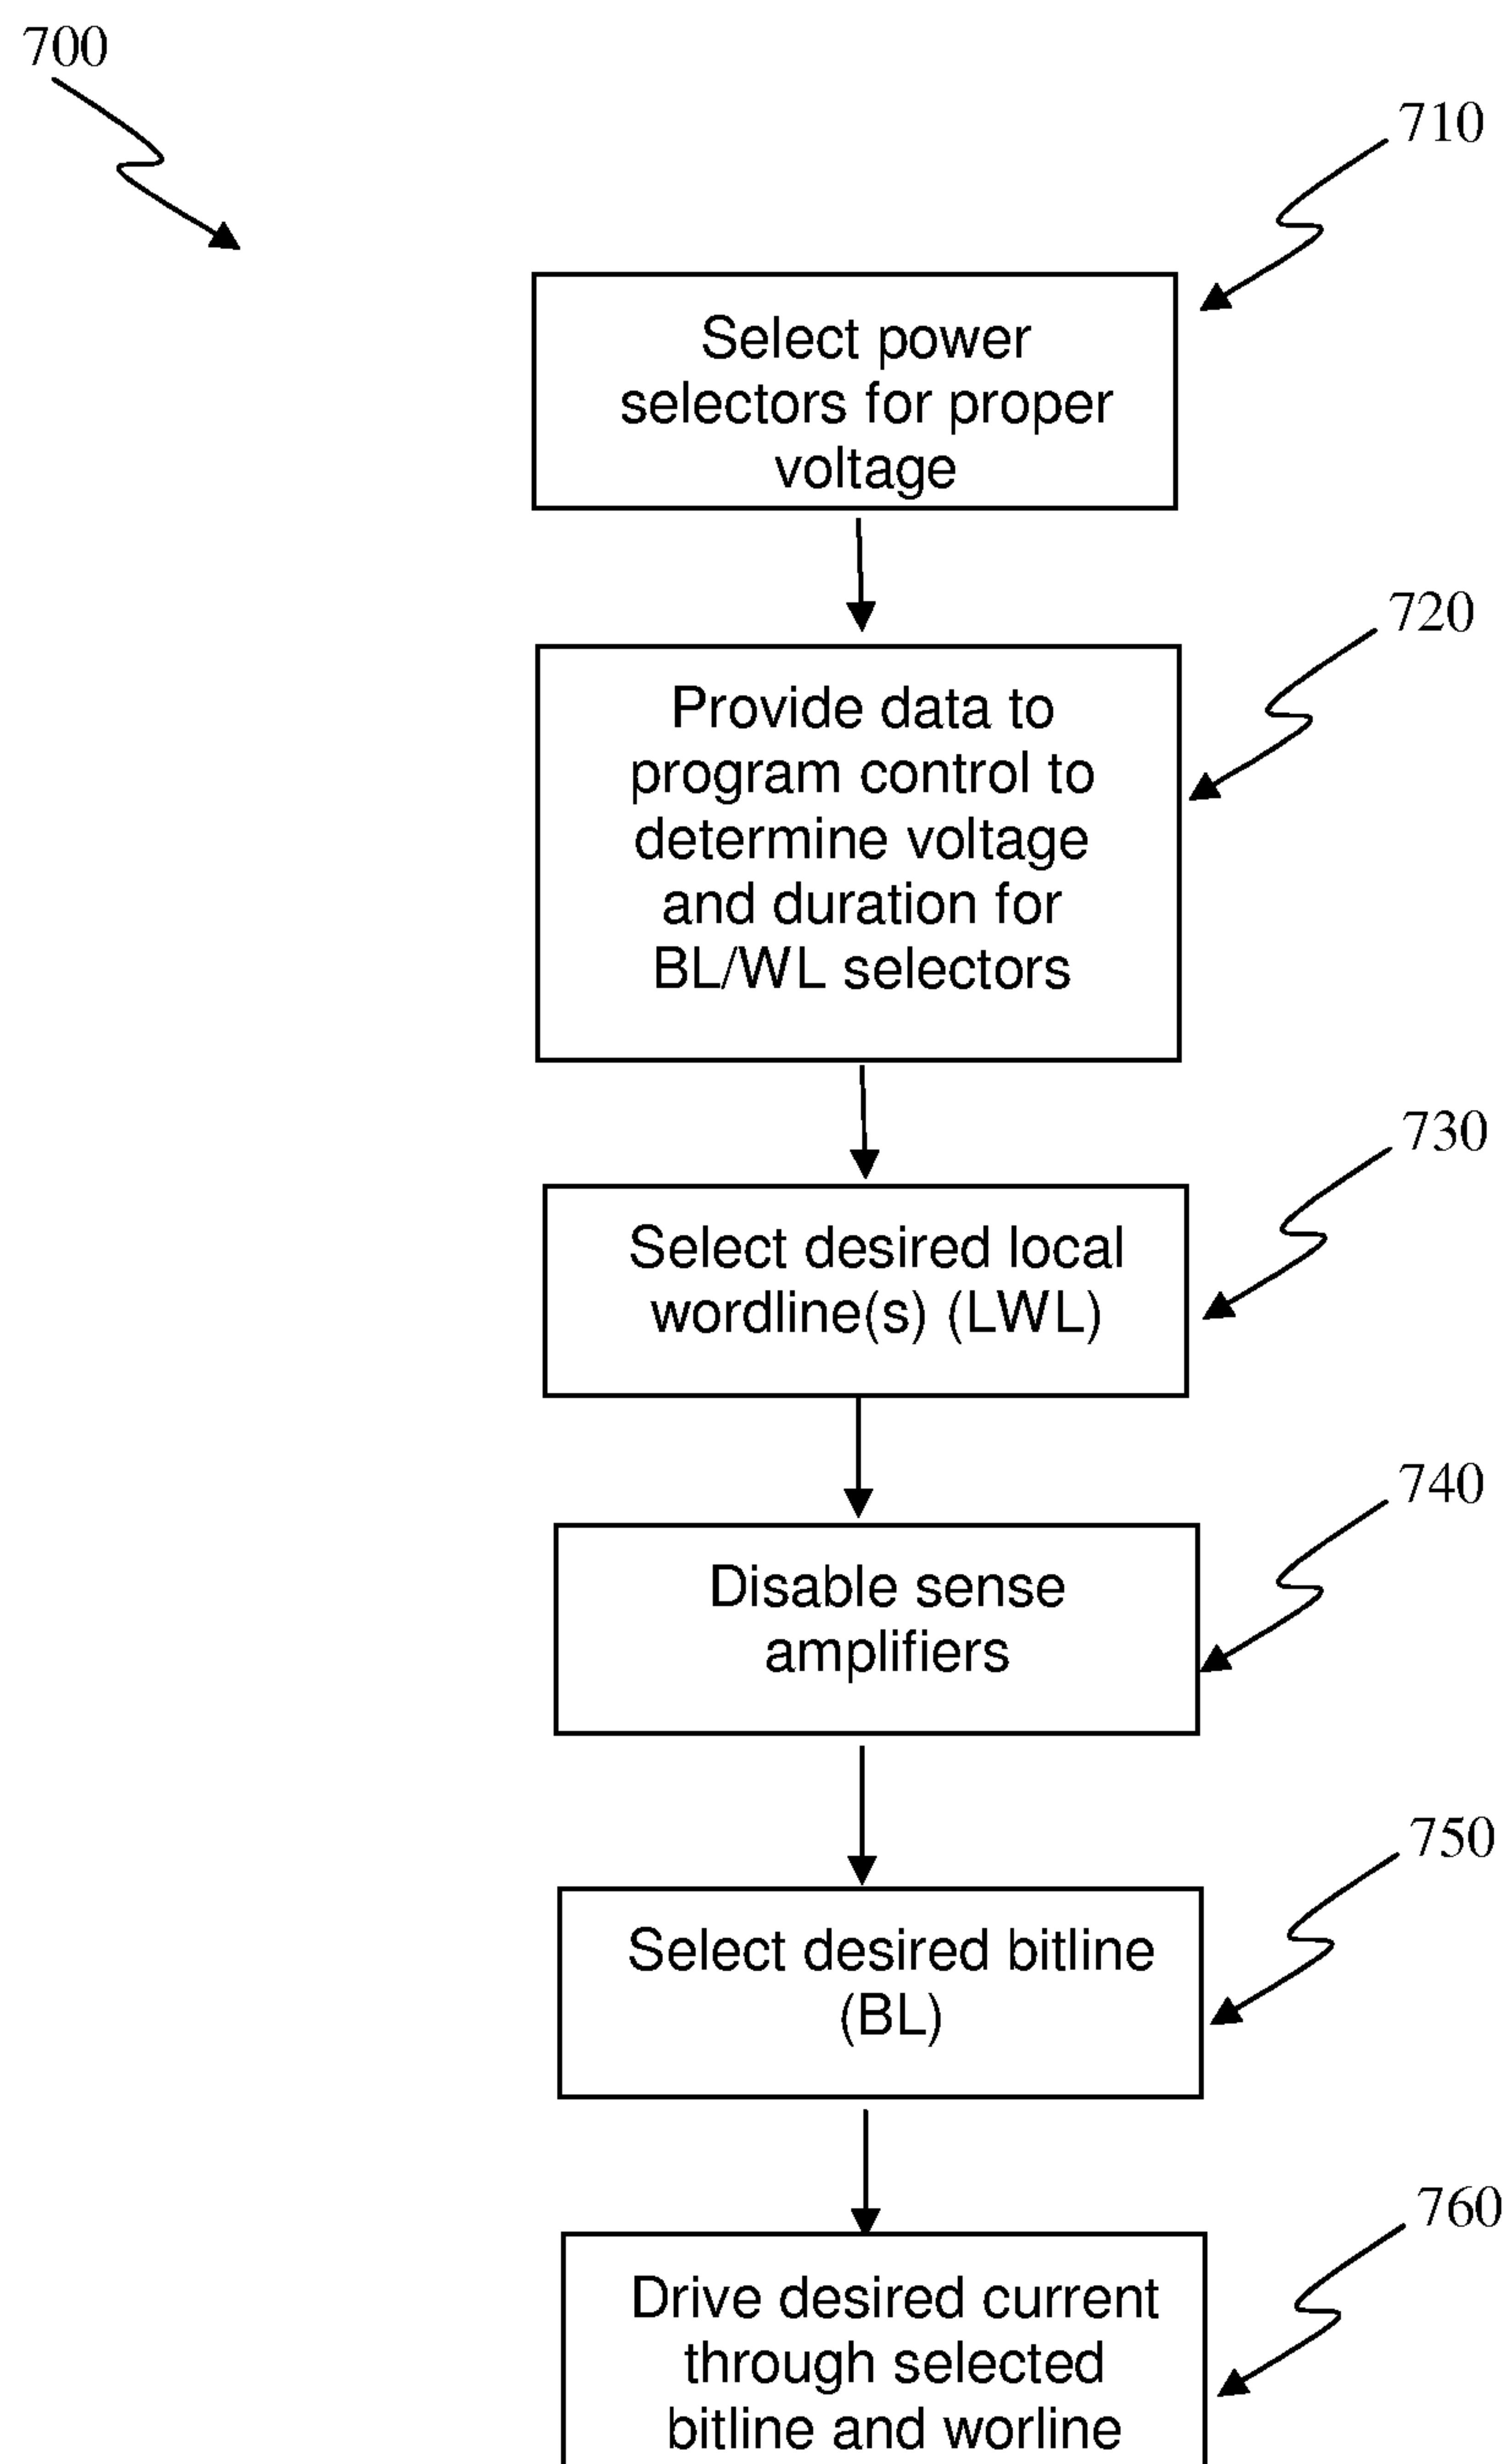 700
710
Select power
selectors for proper
voltage
720
Provide data to
program control to
determine voltage
and duration for
BL/WL selectors
730
Select desired local
wordline(s) (LWL)
740
Disable sense
amplifiers
750
Select desired bitline
(BL)
760
Drive desired current
through selected
bitline and worline